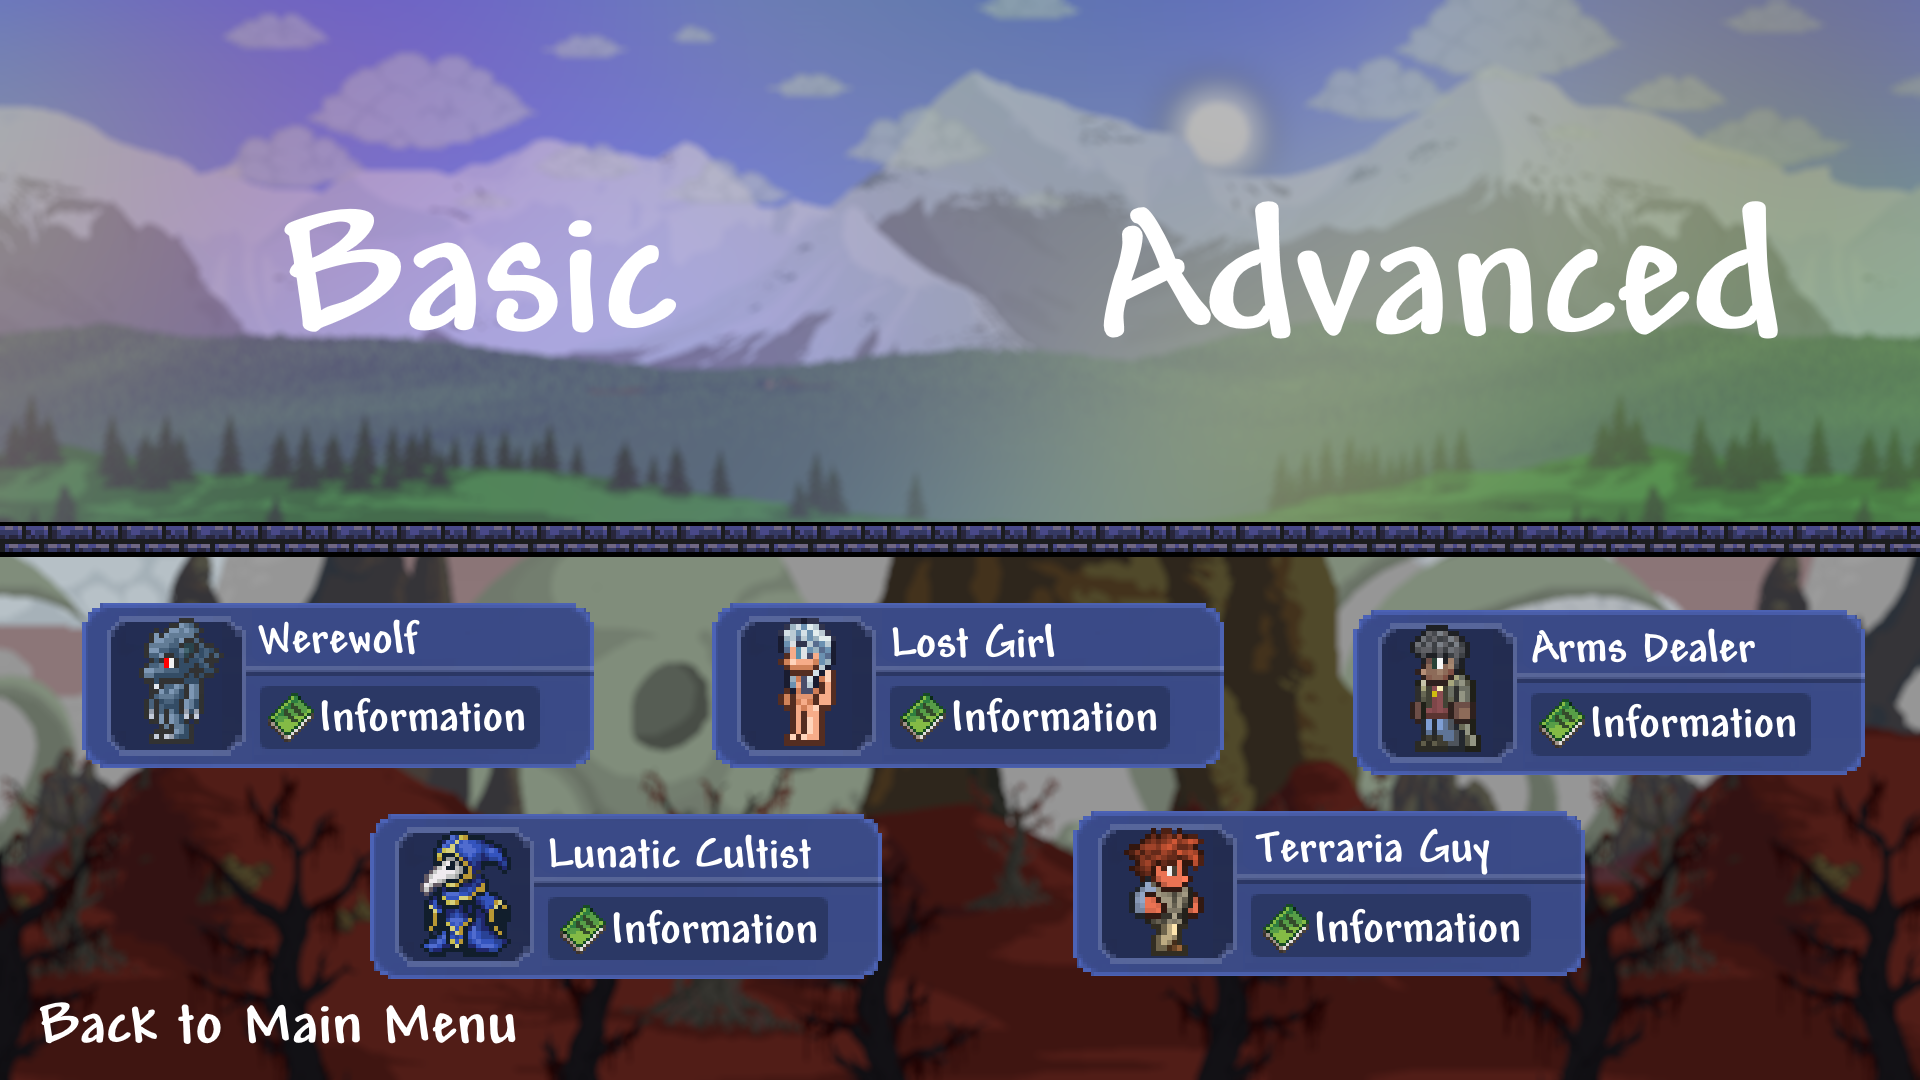 Basic
Advanced
Werewolf
Information
Lost Girl
Information
Arms Dealer
Information
Lunatic Cultist
Information
Terraria Guy
Information
Back to Main Menu